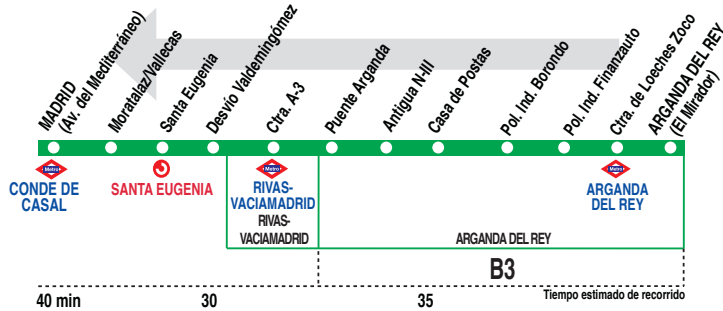 MADRID
(Av. del Mediterráneo)
Moratalaz/Vallecas
Santa Eugenia
Desvío Valdemingómez
Ctra. A-3
Puente Arganda
Antigua N-III
Casa de Postas
Pol. Ind. Borondo
Pol. Ind. Finanzauto
Ctra. de Loeches Zoco
ARGANDA DEL REY
(El Mirador)
Metro
CONDE DE
CASAL
SANTA EUGENIA
Metro
RIVAS-
VACIAMADRID
RIVAS-
VACIAMADRID
Metro
ARGANDA
DEL REY
ARGANDA DEL REY
B3
40 min
30
35
Tiempo estimado de recorrido